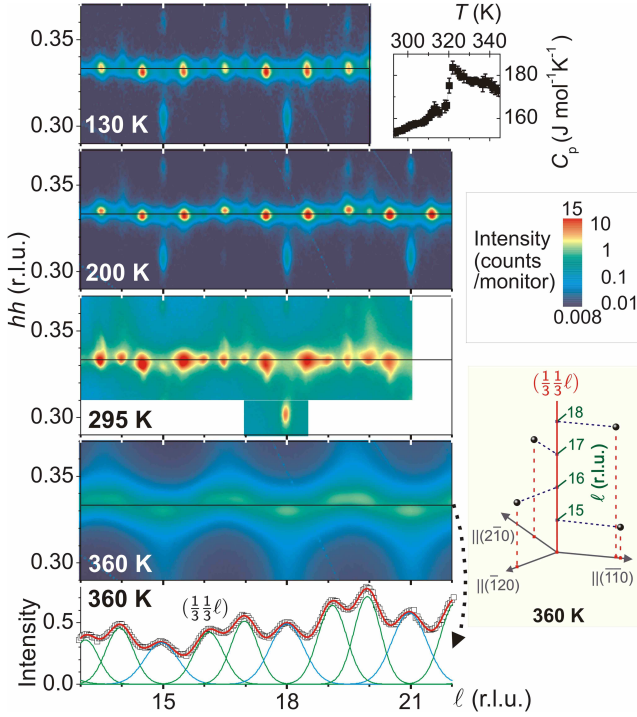 0.35
0.30
130 K
0.35
0.30
200 K
0.35
0.30
295 K
0.35
0.30
360 K
hh (r.l.u.)
360 K
(1/3 1/3 ℓ)
0.5
0.0
Intensity
15 18 21 ℓ (r.l.u.)
T (K)
300 320 340
180
160
Cp (J mol⁻¹K⁻¹)
Intensity
(counts
/monitor)
15
10
1
0.1
0.01
0.008
(1/3 1/3 ℓ)
18
17
16
15
ℓ (r.l.u.)
||(21̄0)
||(1̄20)
||(1̄1̄0)
360 K